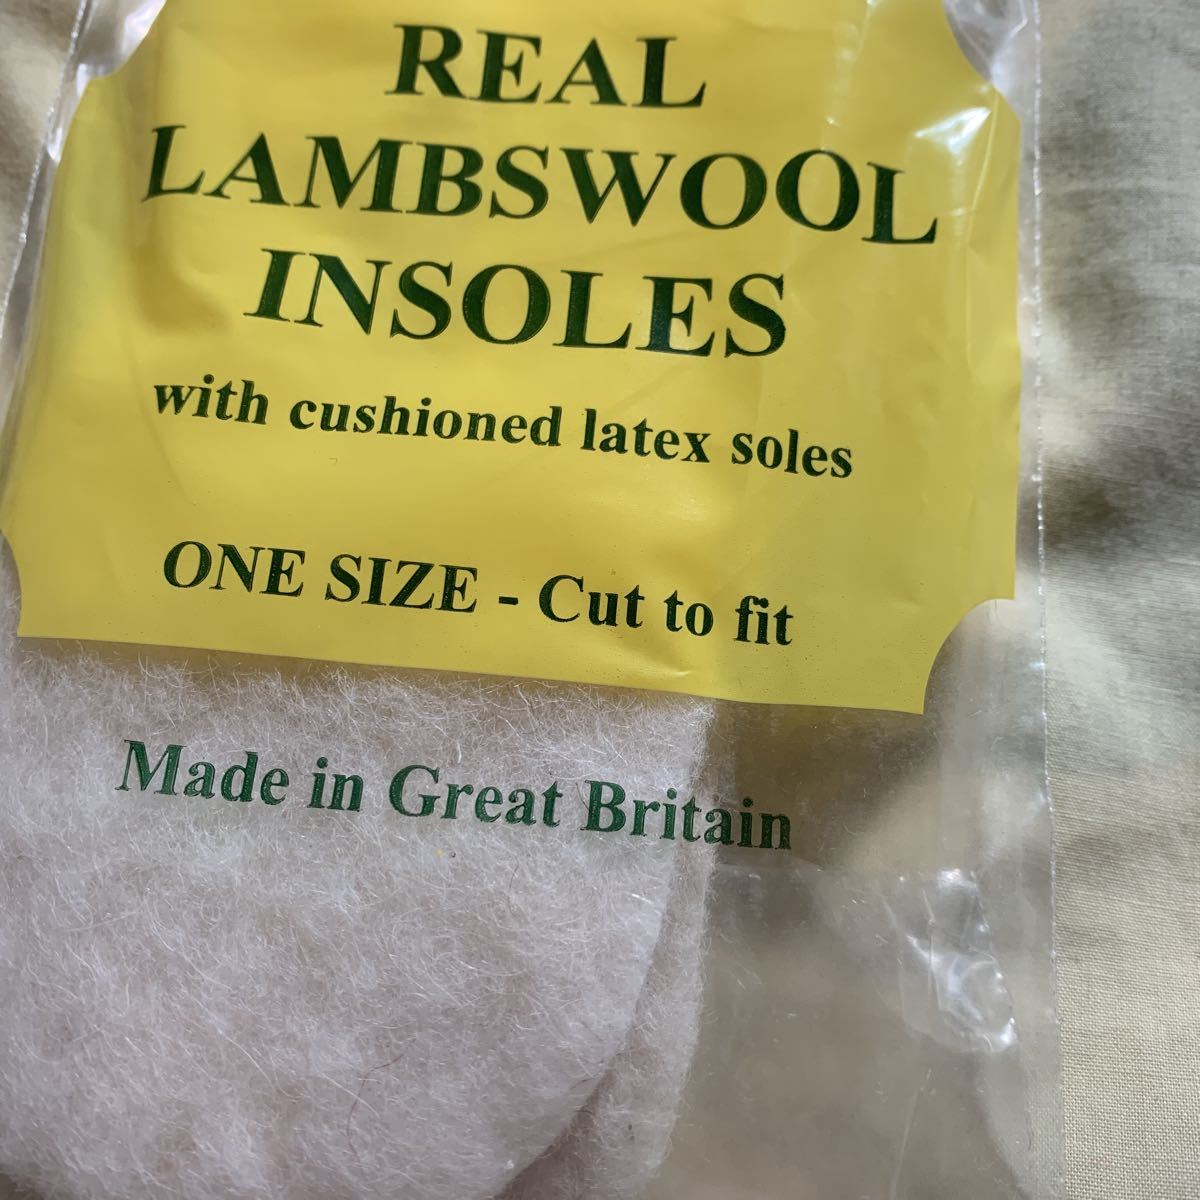 REAL
LAMBSWOOL
INSOLES
with cushioned latex soles
ONE SIZE - Cut to fit
Made in Great Britain